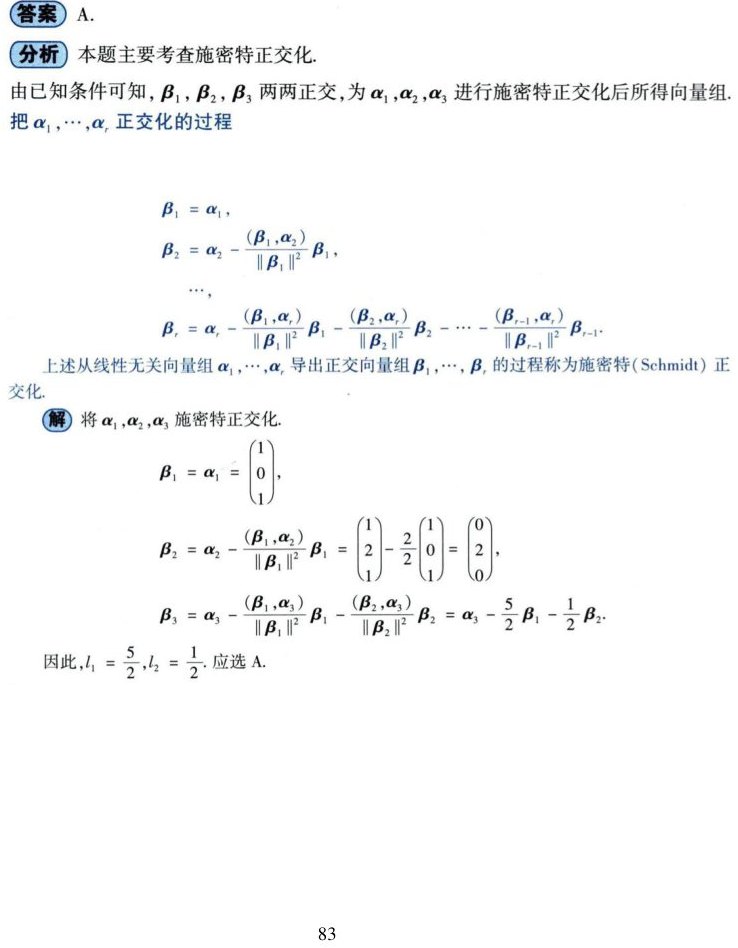 答案 A.
分析 本题主要考查施密特正交化.
由已知条件可知, β₁, β₂, β₃ 两两正交,为 α₁,α₂,α₃ 进行施密特正交化后所得向量组.
把 α₁,⋯,αᵣ 正交化的过程
β₁ = α₁,
β₂ = α₂ - (β₁,α₂)/‖β₁‖² β₁,
⋯,
βᵣ = αᵣ - (β₁,αᵣ)/‖β₁‖² β₁ - (β₂,αᵣ)/‖β₂‖² β₂ - ⋯ - (βᵣ₋₁,αᵣ)/‖βᵣ₋₁‖² βᵣ₋₁.
上述从线性无关向量组 α₁,⋯,αᵣ 导出正交向量组 β₁,⋯, βᵣ 的过程称为施密特(Schmidt) 正
交化.
解 将 α₁,α₂,α₃ 施密特正交化.
β₁ = α₁ = (1 0 1),
β₂ = α₂ - (β₁,α₂)/‖β₁‖² β₁ = (1 2 1) - 2/2 (1 0 1) = (0 2 0),
β₃ = α₃ - (β₁,α₃)/‖β₁‖² β₁ - (β₂,α₃)/‖β₂‖² β₂ = α₃ - 5/2 β₁ - 1/2 β₂.
因此,l₁ = 5/2, l₂ = 1/2. 应选 A.
83